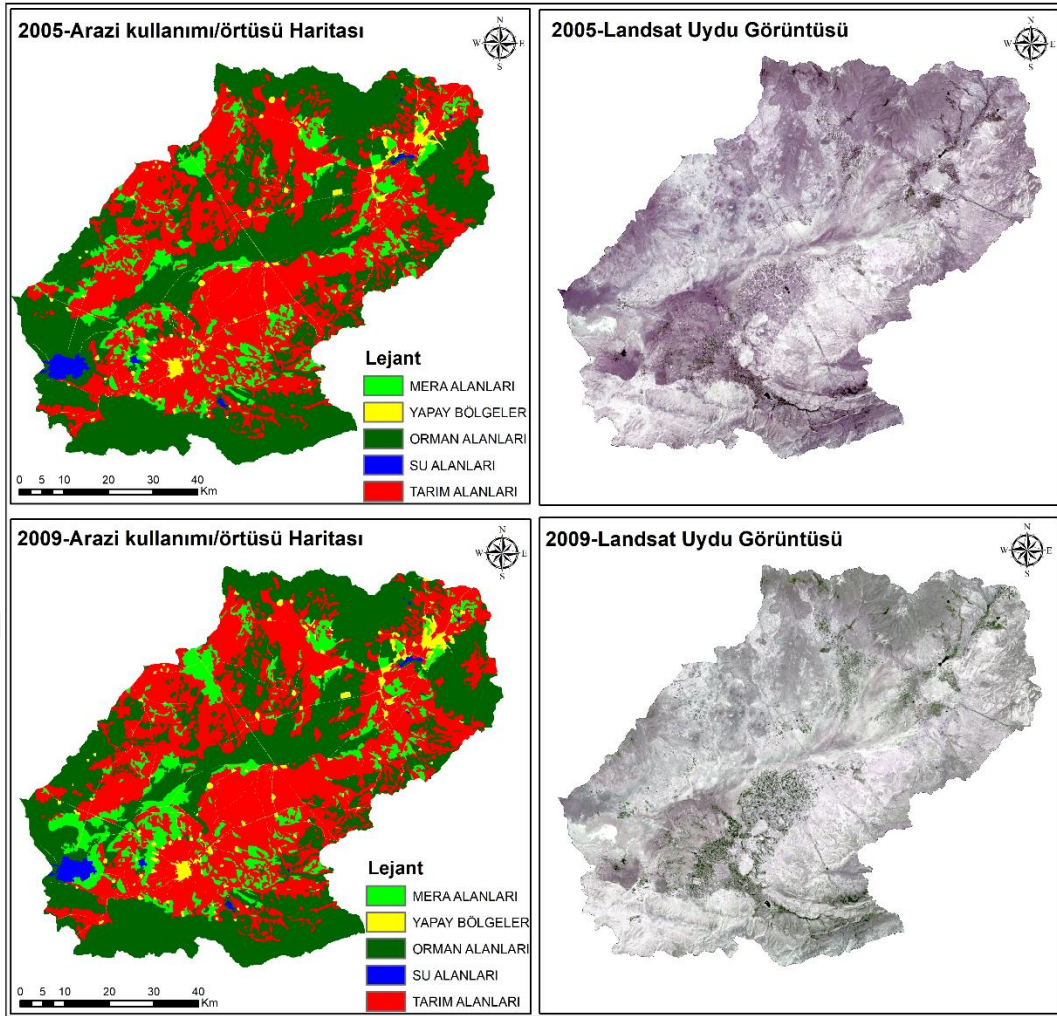 2005-Arazi kullanımı/örtüsü Haritası
N
W E
S
Lejant
MERA ALANLARI
YAPAY BÖLGELER
ORMAN ALANLARI
SU ALANLARI
TARIM ALANLARI
0 5 10 20 30 40
Km
2005-Landsat Uydu Görüntüsü
N
W E
S
2009-Arazi kullanımı/örtüsü Haritası
N
W E
S
Lejant
MERA ALANLARI
YAPAY BÖLGELER
ORMAN ALANLARI
SU ALANLARI
TARIM ALANLARI
0 5 10 20 30 40
Km
2009-Landsat Uydu Görüntüsü
N
W E
S